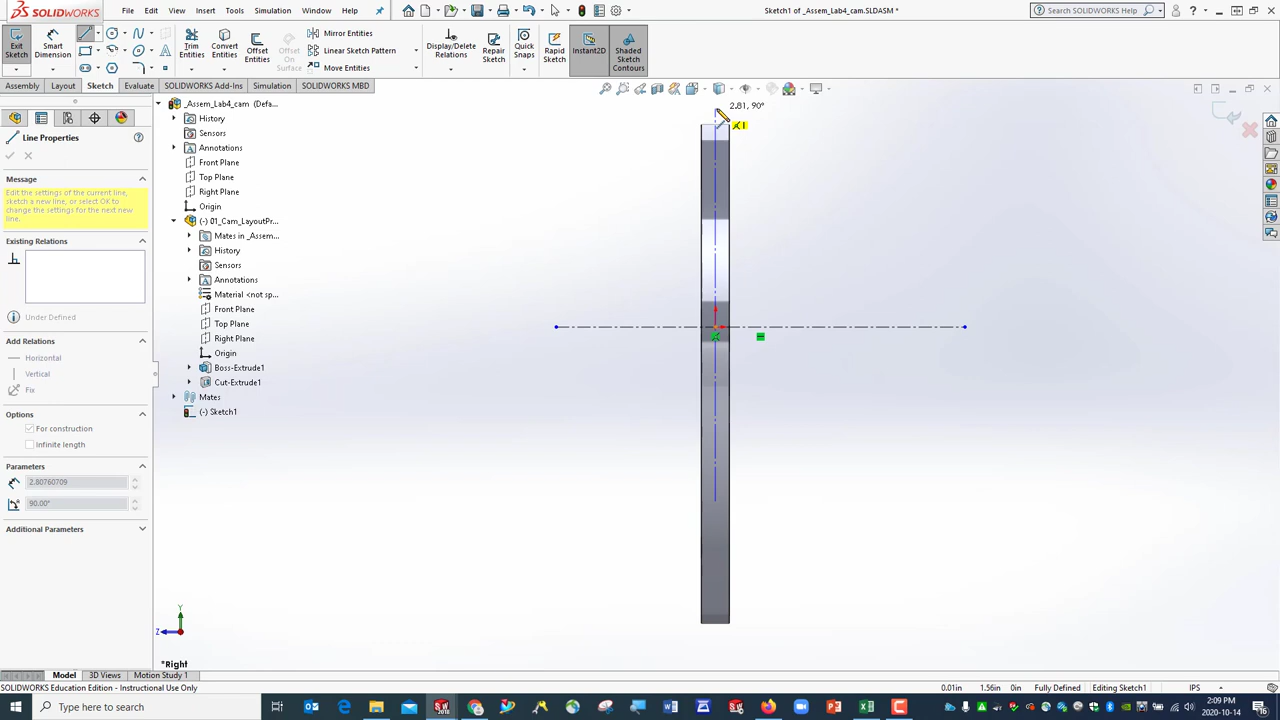 SOLIDWORKS
File
Edit
View
Insert
Tools
Simulation
Window
Help
Sketch1 of _Assem_Lab4_cam.SLDASM *
Search SOLIDWORKS Help
Exit Sketch
Smart Dimension
Trim Entities
Convert Entities
Offset Entities
Offset On Surface
Mirror Entities
Linear Sketch Pattern
Move Entities
Display/Delete Relations
Repair Sketch
Quick Snaps
Rapid Sketch
Instant2D
Shaded Sketch Contours
Assembly
Layout
Sketch
Evaluate
SOLIDWORKS Add-Ins
Simulation
SOLIDWORKS MBD
Line Properties
Message
Edit the settings of the current line,
sketch a new line, or select OK to
change the settings for the next new
line.
Existing Relations
Under Defined
Add Relations
Horizontal
Vertical
Fix
Options
For construction
Infinite length
Parameters
2.80760709
90.00°
Additional Parameters
_Assem_Lab4_cam (Defa...
History
Sensors
Annotations
Front Plane
Top Plane
Right Plane
Origin
(-) 01_Cam_LayoutPr...
Mates in _Assem...
History
Sensors
Annotations
Material <not sp...
Front Plane
Top Plane
Right Plane
Origin
Boss-Extrude1
Cut-Extrude1
Mates
(-) Sketch1
2.81, 90°
Y
Z
*Right
Model
3D Views
Motion Study 1
SOLIDWORKS Education Edition - Instructional Use Only
0.01in
1.56in
0in
Fully Defined
Editing Sketch1
IPS
Type here to search
2:09 PM
2020-10-14